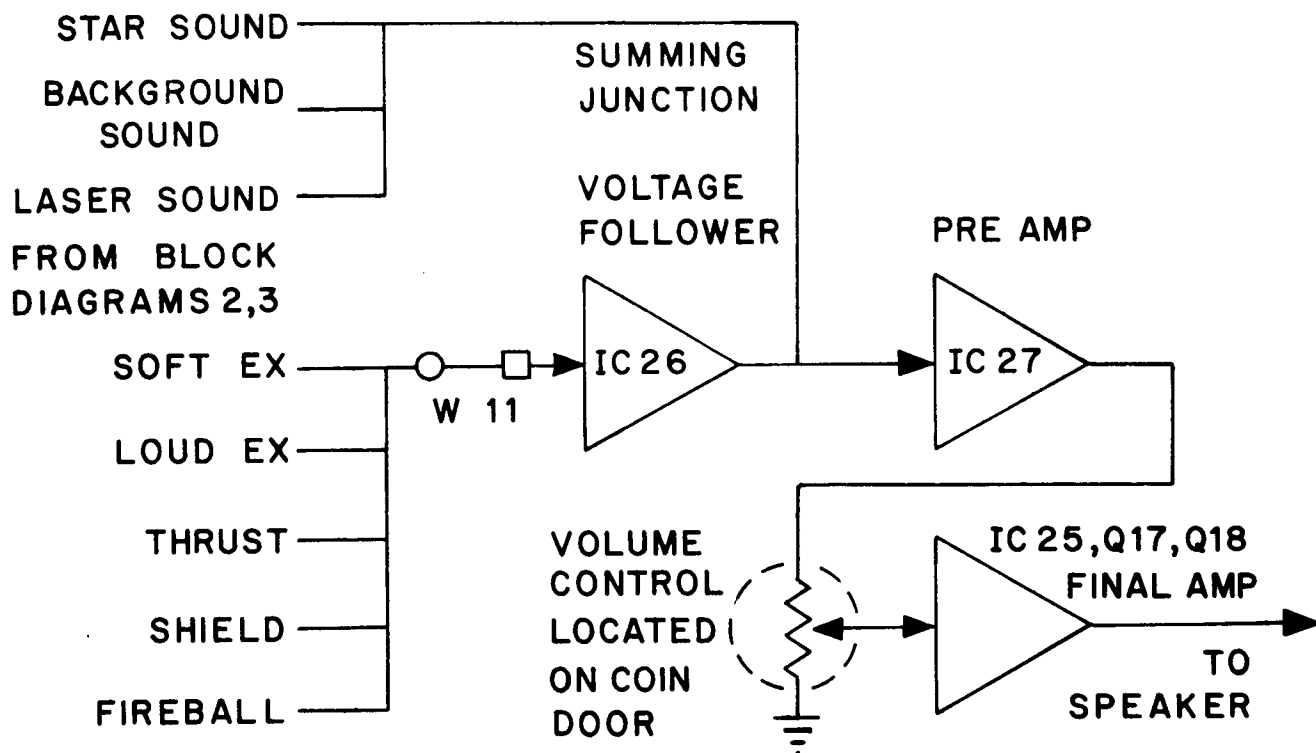 STAR SOUND
BACKGROUND
SOUND
LASER SOUND
FROM BLOCK
DIAGRAMS 2,3
SOFT EX
LOUD EX
THRUST
SHIELD
FIREBALL
W 11
SUMMING
JUNCTION
VOLTAGE
FOLLOWER
IC 26
PRE AMP
IC 27
VOLUME
CONTROL
LOCATED
ON COIN
DOOR
IC 25,Q17,Q18
FINAL AMP
TO
SPEAKER